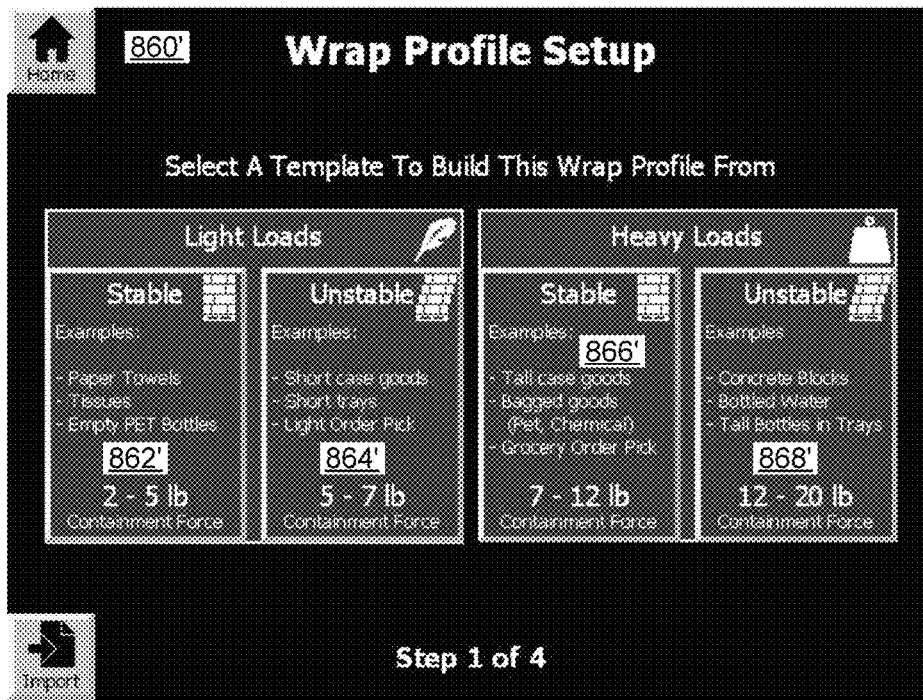 Home
860'
Wrap Profile Setup
Select A Template To Build This Wrap Profile From
Light Loads
Stable
Examples:
- Paper Towels
- Tissues
- Empty PET Bottles
862'
2 - 5 lb
Containment Force
Unstable
Examples:
- Short case goods
- Short trays
- Light Order Pick
864'
5 - 7 lb
Containment Force
Heavy Loads
Stable
Examples:
866'
- Tall case goods
- Bagged goods
(Pet, Chemical)
- Grocery Order Pick
7 - 12 lb
Containment Force
Unstable
Examples
- Concrete Blocks
- Bottled Water
- Tall Bottles in Trays
868'
12 - 20 lb
Containment Force
Import
Step 1 of 4